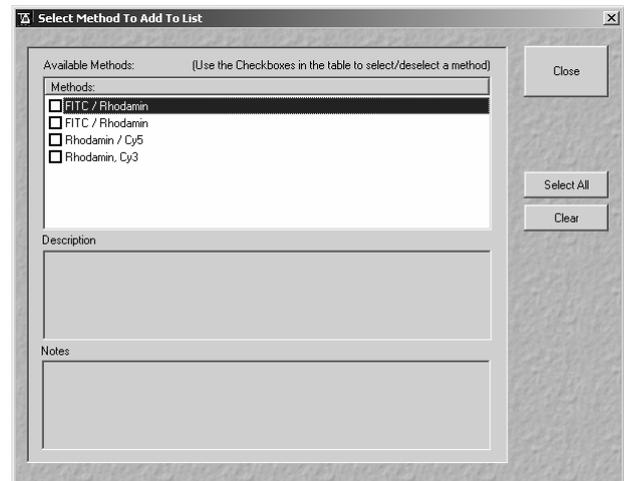 Select Method To Add To List
Available Methods: (Use the Checkboxes in the table to select/deselect a method)
Close
Methods:
FITC / Rhodamin
FITC / Rhodamin
Rhodamin / Cy5
Rhodamin, Cy3
Select All
Clear
Description
Notes